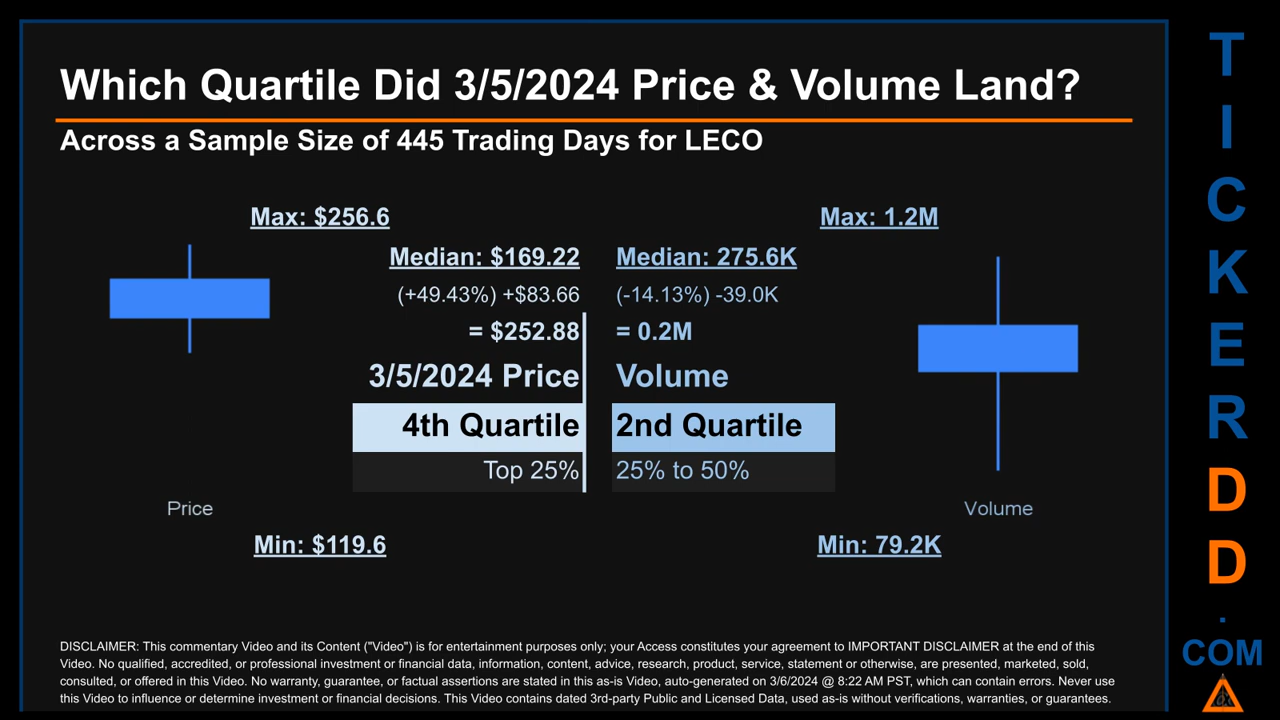 Which Quartile Did 3/5/2024 Price & Volume Land?
Across a Sample Size of 445 Trading Days for LECO
Max: $256.6
Max: 1.2M
Median: $169.22
Median: 275.6K
(+49.43%) +$83.66
(-14.13%) -39.0K
= $252.88
= 0.2M
3/5/2024 Price
Volume
4th Quartile
2nd Quartile
Top 25%
25% to 50%
Price
Volume
Min: $119.6
Min: 79.2K
DISCLAIMER: This commentary Video and its Content ("Video") is for entertainment purposes only; your Access constitutes your agreement to IMPORTANT DISCLAIMER at the end of this
Video. No qualified, accredited, or professional investment or financial data, information, content, advice, research, product, service, statement or otherwise, are presented, marketed, sold,
consulted, or offered in this Video. No warranty, guarantee, or factual assertions are stated in this as-is Video, auto-generated on 3/6/2024 @ 8:22 AM PST, which can contain errors. Never use
this Video to influence or determine investment or financial decisions. This Video contains dated 3rd-party Public and Licensed Data, used as-is without verifications, warranties, or guarantees.
T
I
C
K
E
R
D
D
.
COM